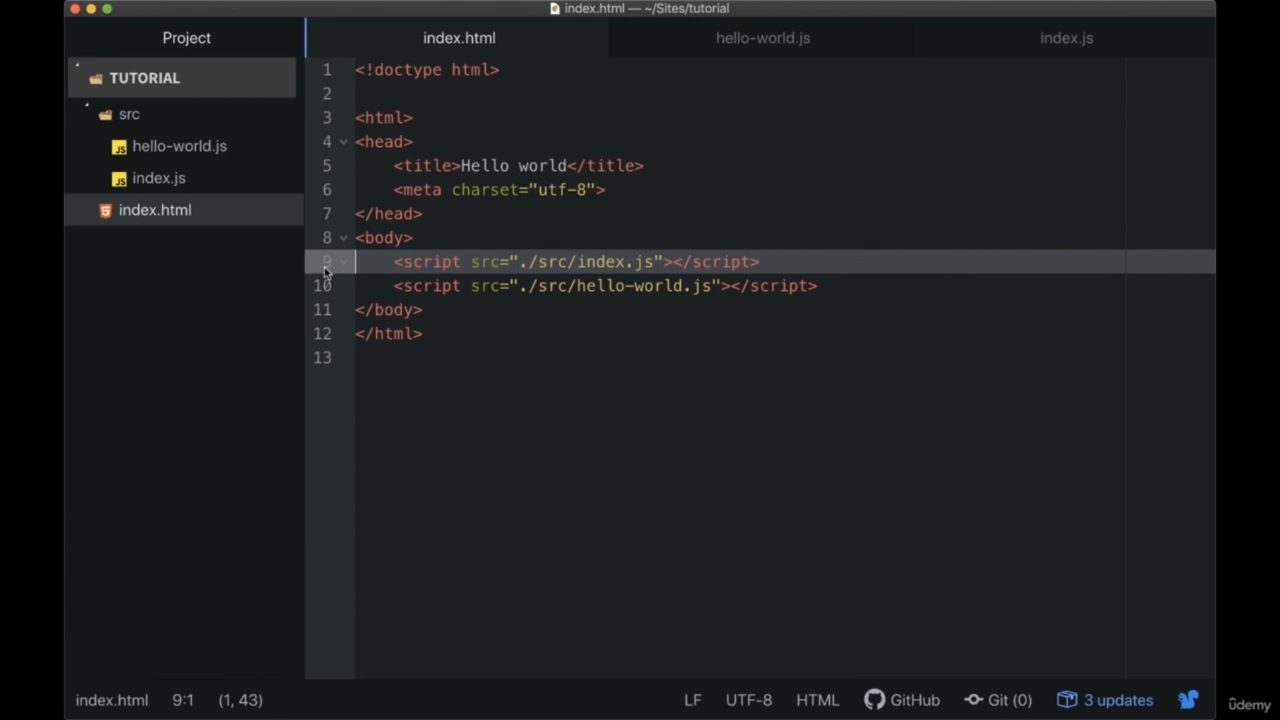 index.html — ~/Sites/tutorial
Project
index.html
hello-world.js
index.js
TUTORIAL
src
hello-world.js
index.js
index.html
1 <!doctype html>
2
3 <html>
4 <head>
5 <title>Hello world</title>
6 <meta charset="utf-8">
7 </head>
8 <body>
9 <script src="./src/index.js"></script>
10 <script src="./src/hello-world.js"></script>
11 </body>
12 </html>
13
index.html 9:1 (1, 43)
LF UTF-8 HTML GitHub Git (0) 3 updates
ûdemy